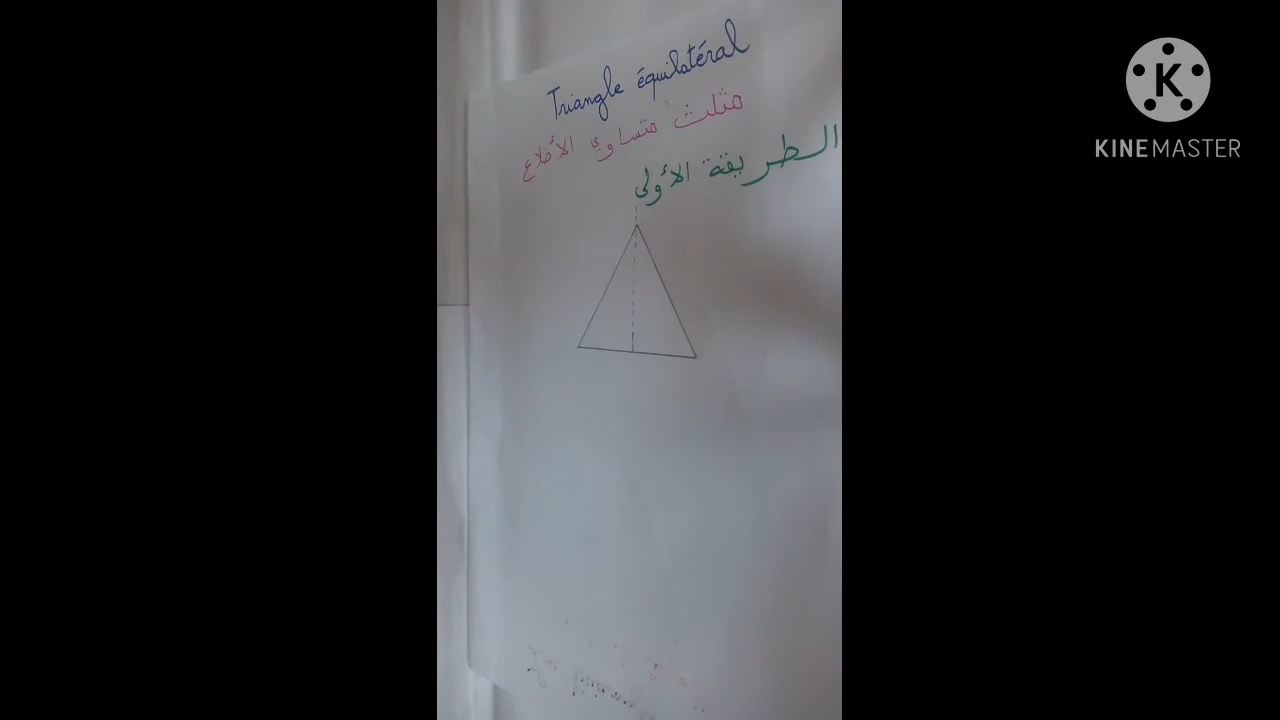 Triangle équilatéral
مثلث متساوي الأضلاع
الطريقة الأولى
K
KINEMASTER